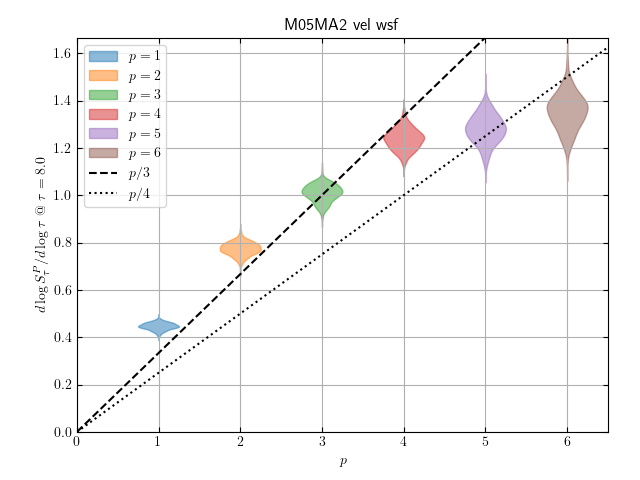 M05MA2 vel wsf
p = 1
p = 2
p = 3
p = 4
p = 5
p = 6
p/3
p/4
d log S_τ^P / d log τ @ τ = 8.0
1.6
1.4
1.2
1.0
0.8
0.6
0.4
0.2
0.0
0 1 2 3 4 5 6
p